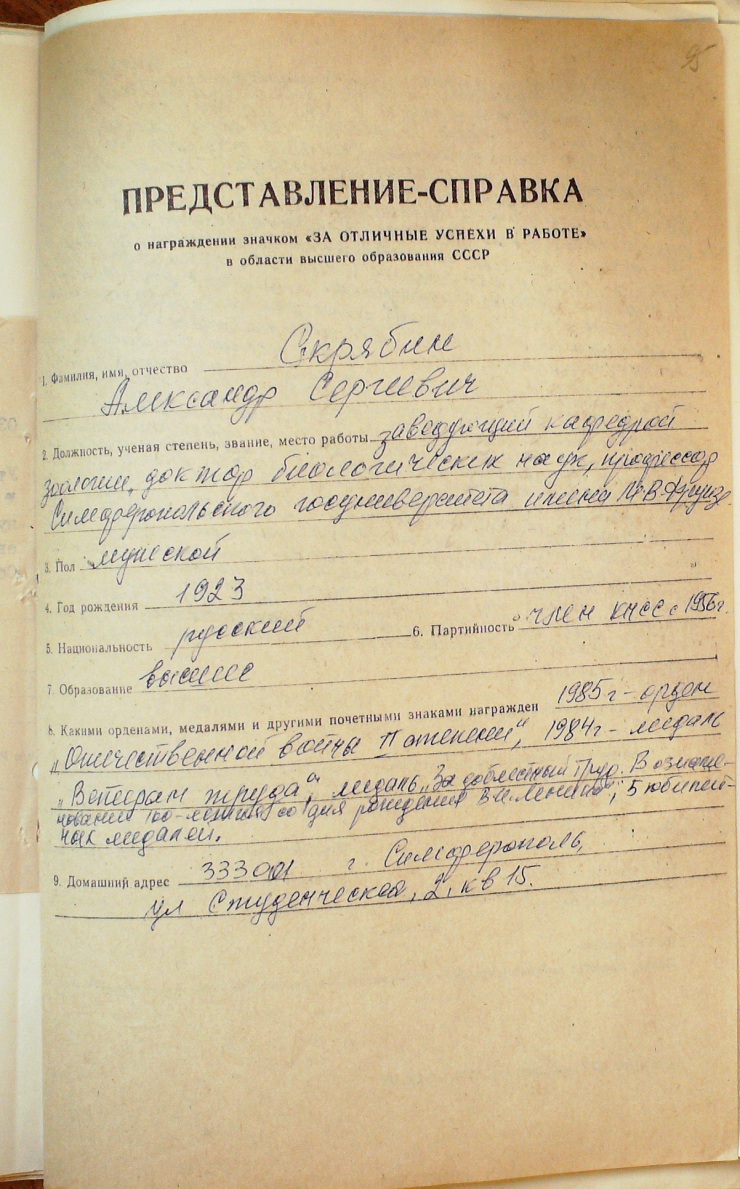 95
ПРЕДСТАВЛЕНИЕ-СПРАВКА
о награждении значком «ЗА ОТЛИЧНЫЕ УСПЕХИ В РАБОТЕ»
в области высшего образования СССР
1. Фамилия, имя, отчество Скрябин
Александр Сергеевич
2. Должность, ученая степень, звание, место работы заведующий кафедрой
зоологии, доктор биологических наук, профессор
Симферопольского госуниверситета имени М.В. Фрунзе
3. Пол мужской
4. Год рождения 1923
5. Национальность русский 6. Партийность член КПСС с 1956 г.
7. Образование высшее
8. Какими орденами, медалями и другими почетными знаками награжден 1985 г - орден
„Отечественной войны II степени", 1984 г - медаль
„Ветеран труда", медаль „За доблестный труд. В ознаме-
нование 100-летия со дня рождения В.И. Ленина", 5 юбилей-
ных медалей.
9. Домашний адрес 333001 г. Симферополь,
ул Студенческая, 2, кв 15.